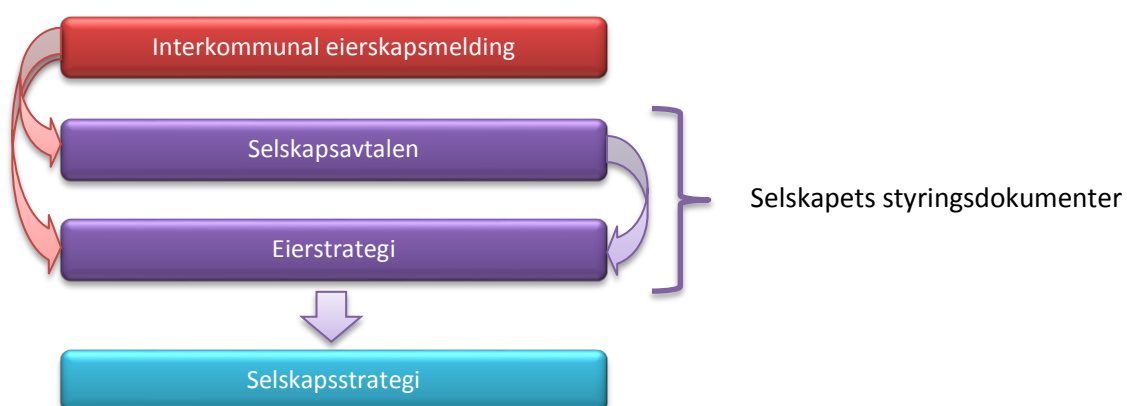 Interkommunal eierskapsmelding
Selskapsavtalen
Selskapets styringsdokumenter
Eierstrategi
Selskapsstrategi